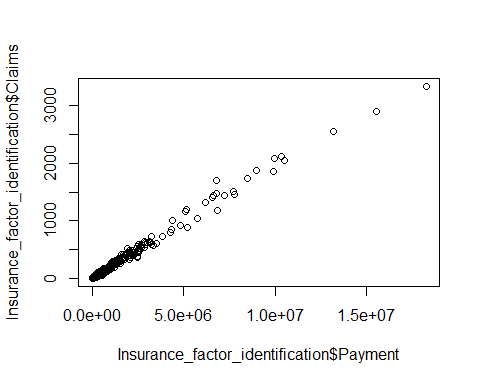 Insurance_factor_identification$Claims
3000
2000
1000
0
0.0e+00 5.0e+06 1.0e+07 1.5e+07
Insurance_factor_identification$Payment